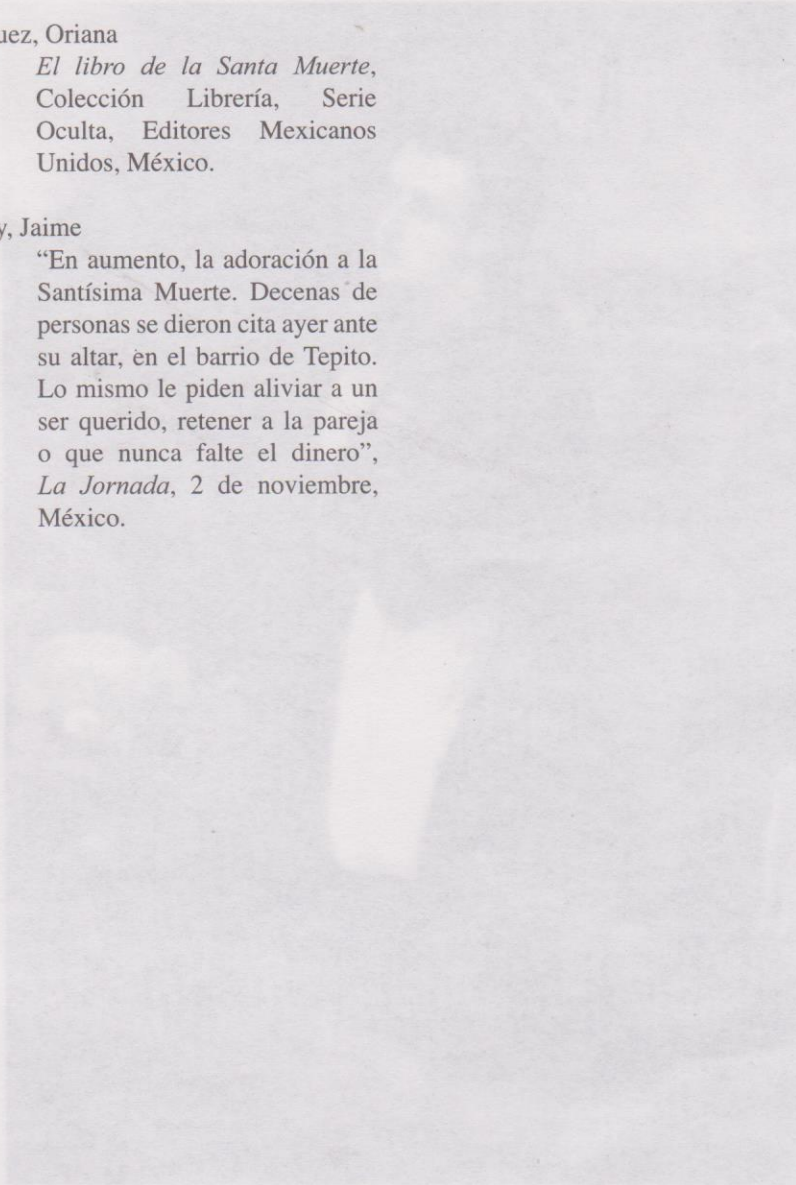 uez, Oriana
El libro de la Santa Muerte,
Colección Librería, Serie
Oculta, Editores Mexicanos
Unidos, México.
y, Jaime
“En aumento, la adoración a la
Santísima Muerte. Decenas de
personas se dieron cita ayer ante
su altar, en el barrio de Tepito.
Lo mismo le piden aliviar a un
ser querido, retener a la pareja
o que nunca falte el dinero”,
La Jornada, 2 de noviembre,
México.